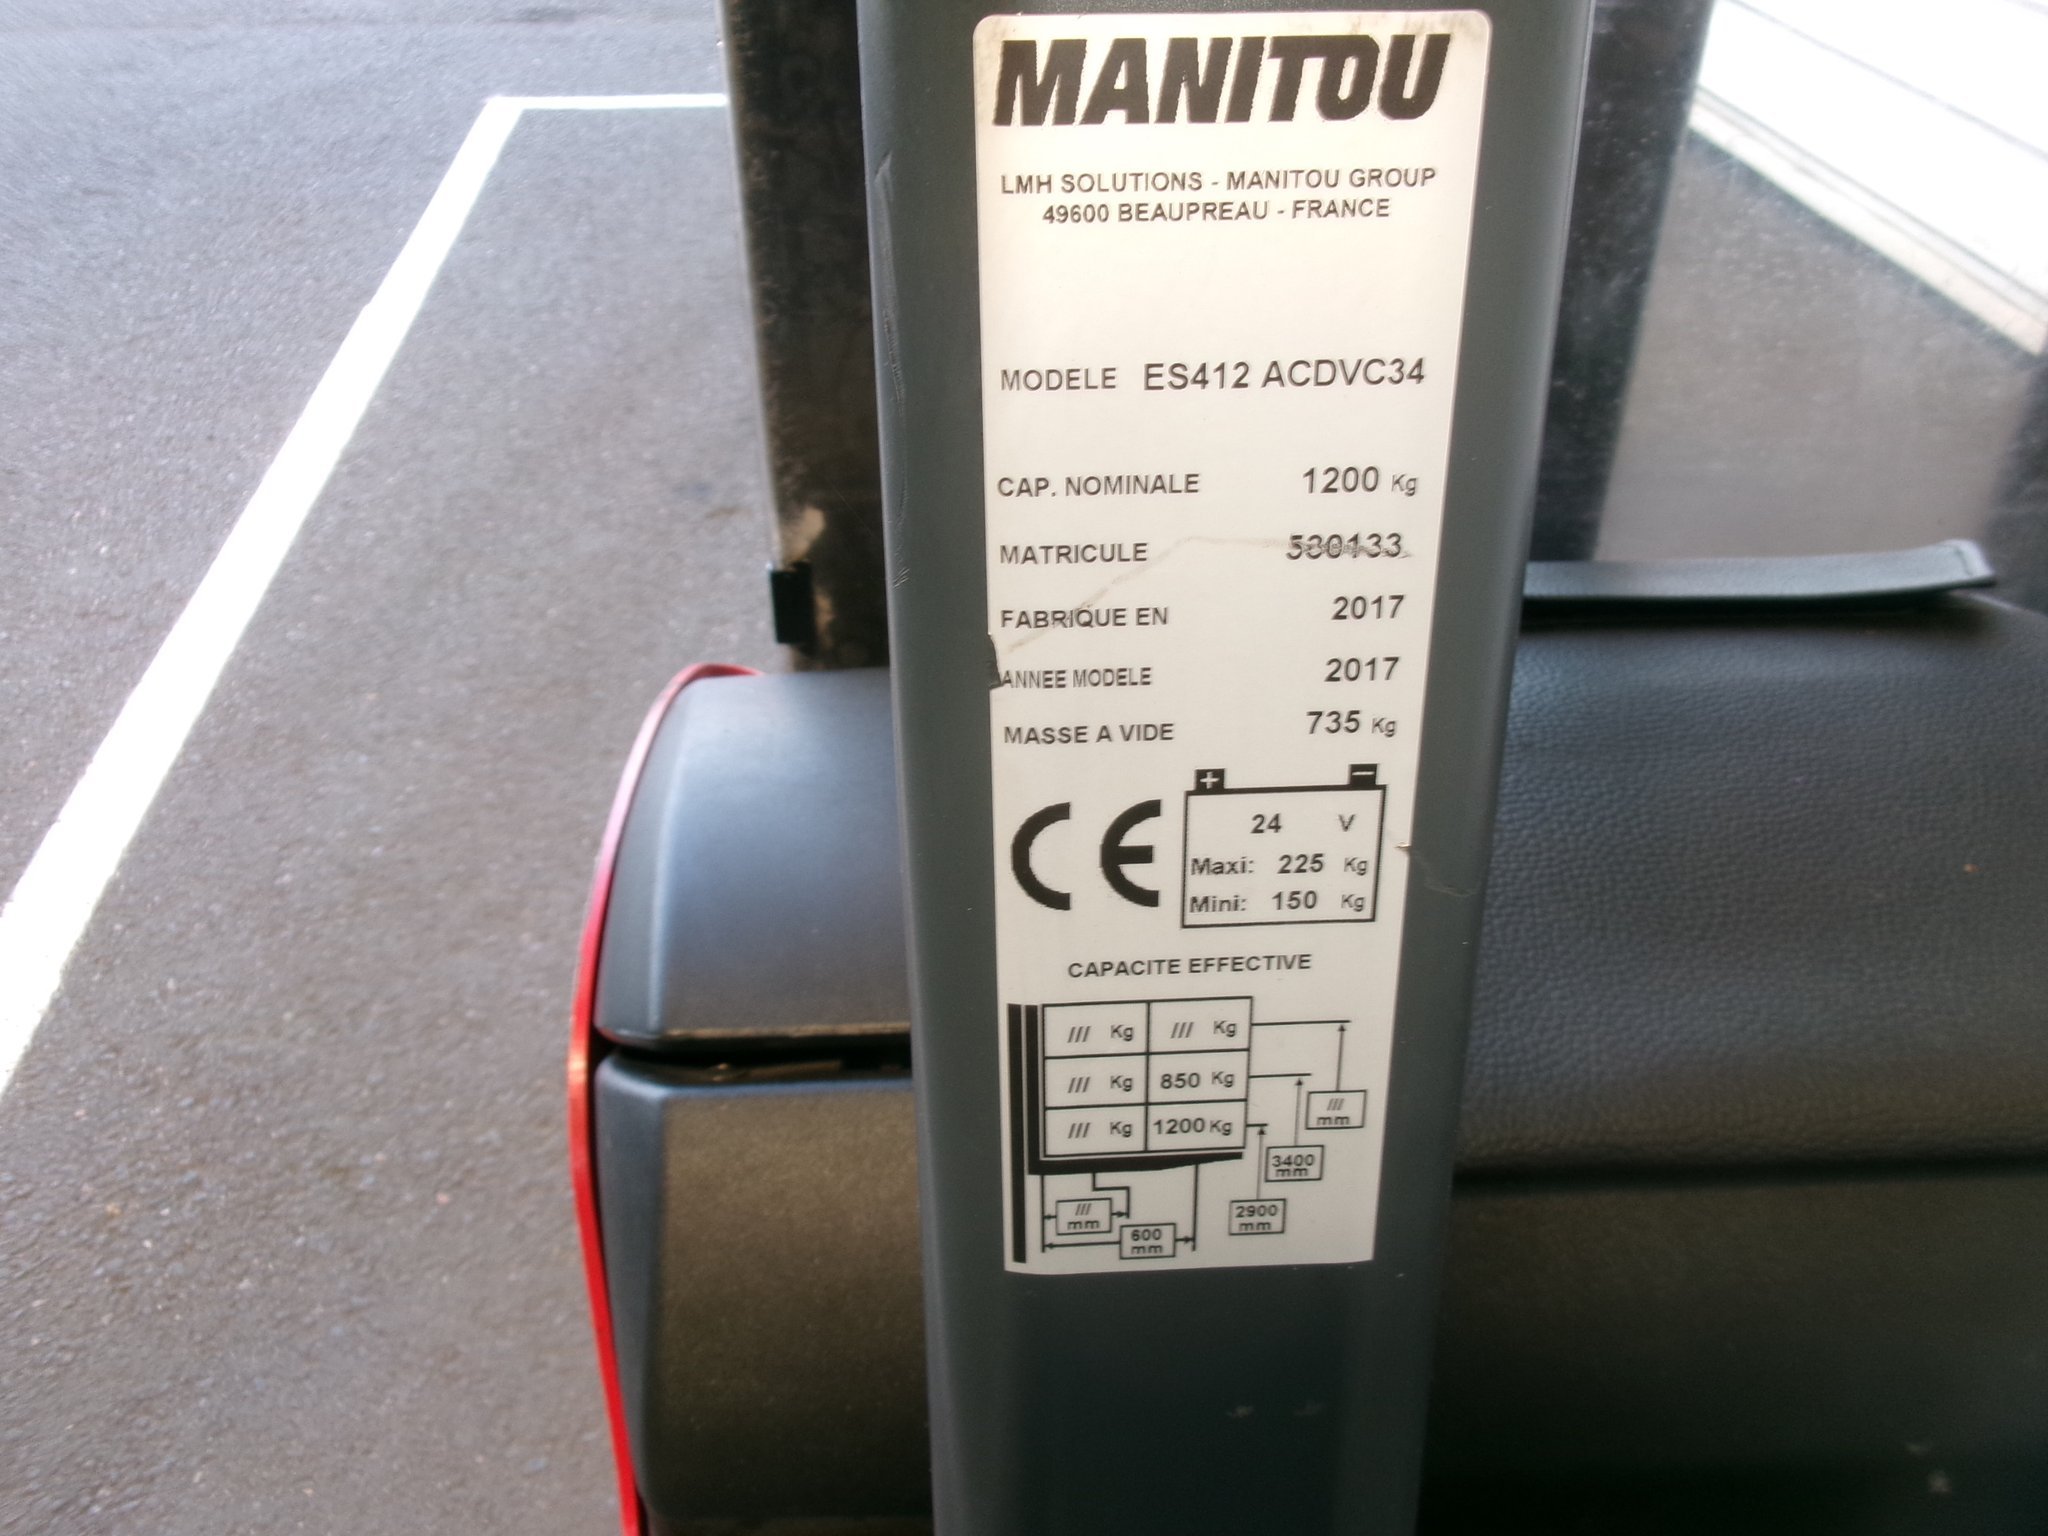 MANITOU
LMH SOLUTIONS - MANITOU GROUP
49600 BEAUPREAU - FRANCE
MODELE ES412 ACDVC34
CAP. NOMINALE 1200 Kg
MATRICULE 580133
FABRIQUE EN 2017
ANNEE MODELE 2017
MASSE A VIDE 735 Kg
CE
+ −
24 V
Maxi: 225 Kg
Mini: 150 Kg
CAPACITE EFFECTIVE
/// Kg /// Kg
/// Kg 850 Kg
/// Kg 1200 Kg
///
mm
3400
mm
2900
mm
///
mm
600
mm